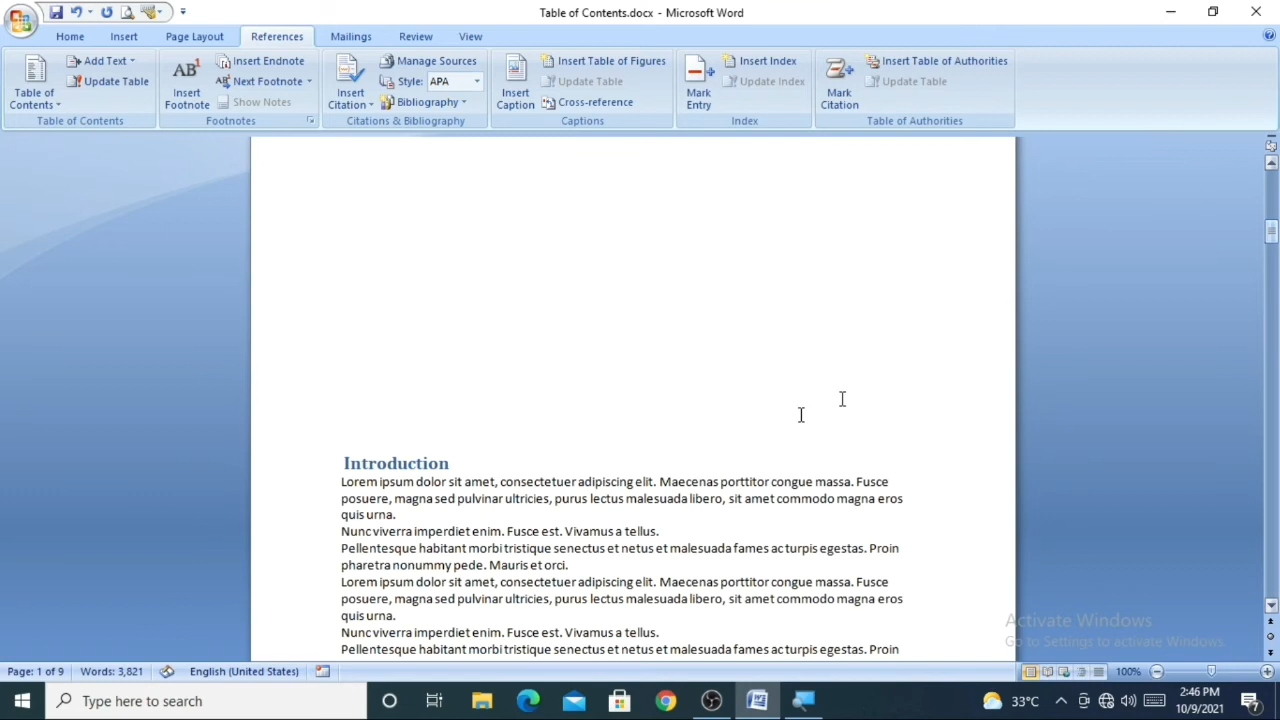 Table of Contents.docx - Microsoft Word
Home Insert Page Layout References Mailings Review View
Table of Contents
Add Text
Update Table
Table of Contents
AB1
Insert Footnote
Insert Endnote
AB1 Next Footnote
Show Notes
Footnotes
Insert Citation
Manage Sources
Style: APA
Bibliography
Citations & Bibliography
Insert Caption
Insert Table of Figures
Update Table
Cross-reference
Captions
Mark Entry
Insert Index
Update Index
Index
Mark Citation
Insert Table of Authorities
Update Table
Table of Authorities
Introduction
Lorem ipsum dolor sit amet, consectetuer adipiscing elit. Maecenas porttitor congue massa. Fusce
posuere, magna sed pulvinar ultricies, purus lectus malesuada libero, sit amet commodo magna eros
quis urna.
Nunc viverra imperdiet enim. Fusce est. Vivamus a tellus.
Pellentesque habitant morbi tristique senectus et netus et malesuada fames ac turpis egestas. Proin
pharetra nonummy pede. Mauris et orci.
Lorem ipsum dolor sit amet, consectetuer adipiscing elit. Maecenas porttitor congue massa. Fusce
posuere, magna sed pulvinar ultricies, purus lectus malesuada libero, sit amet commodo magna eros
quis urna.
Nunc viverra imperdiet enim. Fusce est. Vivamus a tellus.
Pellentesque habitant morbi tristique senectus et netus et malesuada fames ac turpis egestas. Proin
Activate Windows
Go to Settings to activate Windows.
Page: 1 of 9 Words: 3,821 English (United States) 100%
Type here to search
33°C
2:46 PM
10/9/2021
7